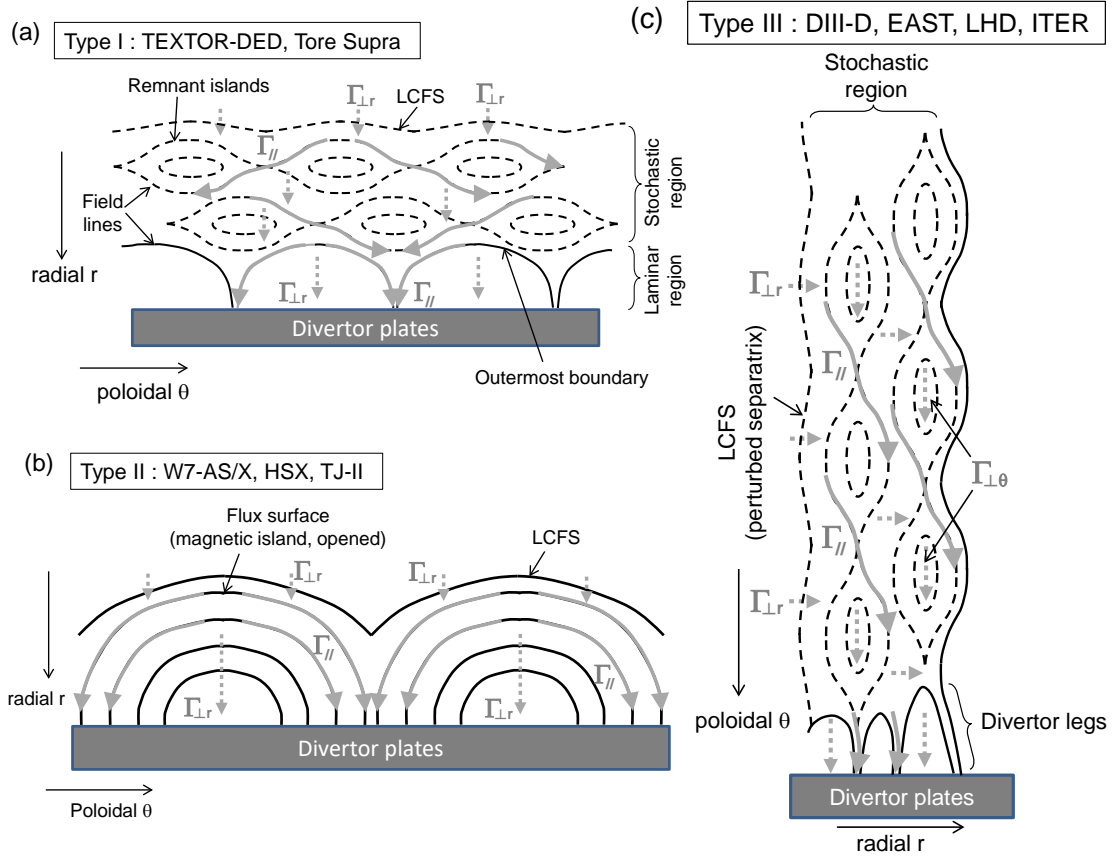 (a)
Type I : TEXTOR-DED, Tore Supra
Remnant islands
Γ⊥r
LCFS
Γ⊥r
Γ//
Stochastic
region
Field
lines
radial r
Γ⊥r
Γ//
Laminar
region
Divertor plates
poloidal θ
Outermost boundary
(b)
Type II : W7-AS/X, HSX, TJ-II
Flux surface
(magnetic island, opened)
LCFS
Γ⊥r
Γ⊥r
Γ//
Γ//
radial r
Γ⊥r
Γ⊥r
Divertor plates
Poloidal θ
(c)
Type III : DIII-D, EAST, LHD, ITER
Stochastic
region
Γ⊥r
Γ//
LCFS
(perturbed separatrix)
Γ⊥θ
Γ//
Γ⊥r
poloidal θ
Divertor legs
Divertor plates
radial r